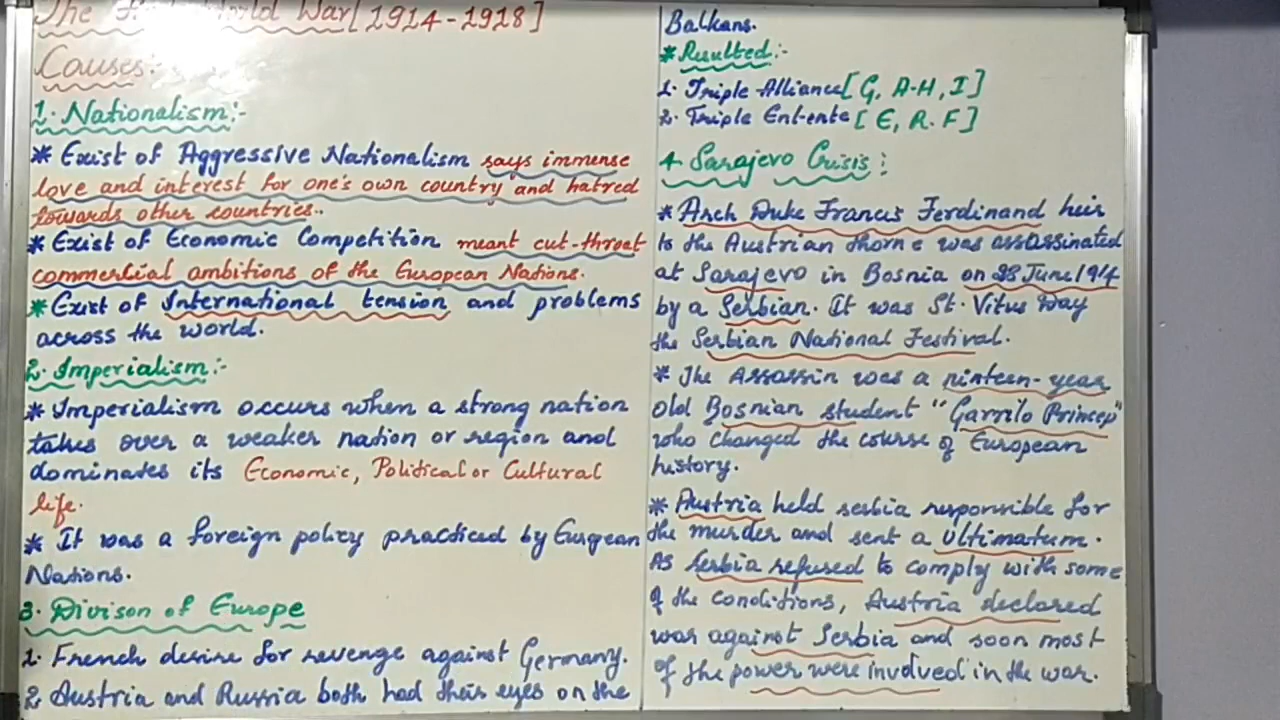 The First World War [1914-1918]
Causes:
1. Nationalism:-
* Exist of Aggressive Nationalism says immense
love and interest for one's own country and hatred
towards other countries..
* Exist of Economic Competition meant cut-throat
commercial ambitions of the European Nations.
* Exist of International tension and problems
across the world.
2. Imperialism:-
* Imperialism occurs when a strong nation
takes over a weaker nation or region and
dominates its Economic, Political or Cultural
life.
* It was a foreign policy practiced by European
Nations.
3. Divison of Europe
1. French desire for revenge against Germany.
2. Austria and Russia both had their eyes on the
Balkans.
* Resulted:-
1. Triple Alliance [G, A-H, I]
2. Triple Entente [E, R. F]
4. Sarajevo Crisis:
* Arch Duke Francis Ferdinand heir
to the Austrian thorne was assassinated
at Sarajevo in Bosnia on 28 June 1914
by a Serbian. It was St. Vitus Day
the Serbian National Festival.
* The Assassin was a ninteen-year
old Bosnian student "Garrilo Princep"
who changed the course of European
history.
* Austria held serbia responsible for
the murder and sent a Ultimatum.
As Serbia refused to comply with some
of the conditions, Austria declared
war against Serbia and soon most
of the power were involved in the war.